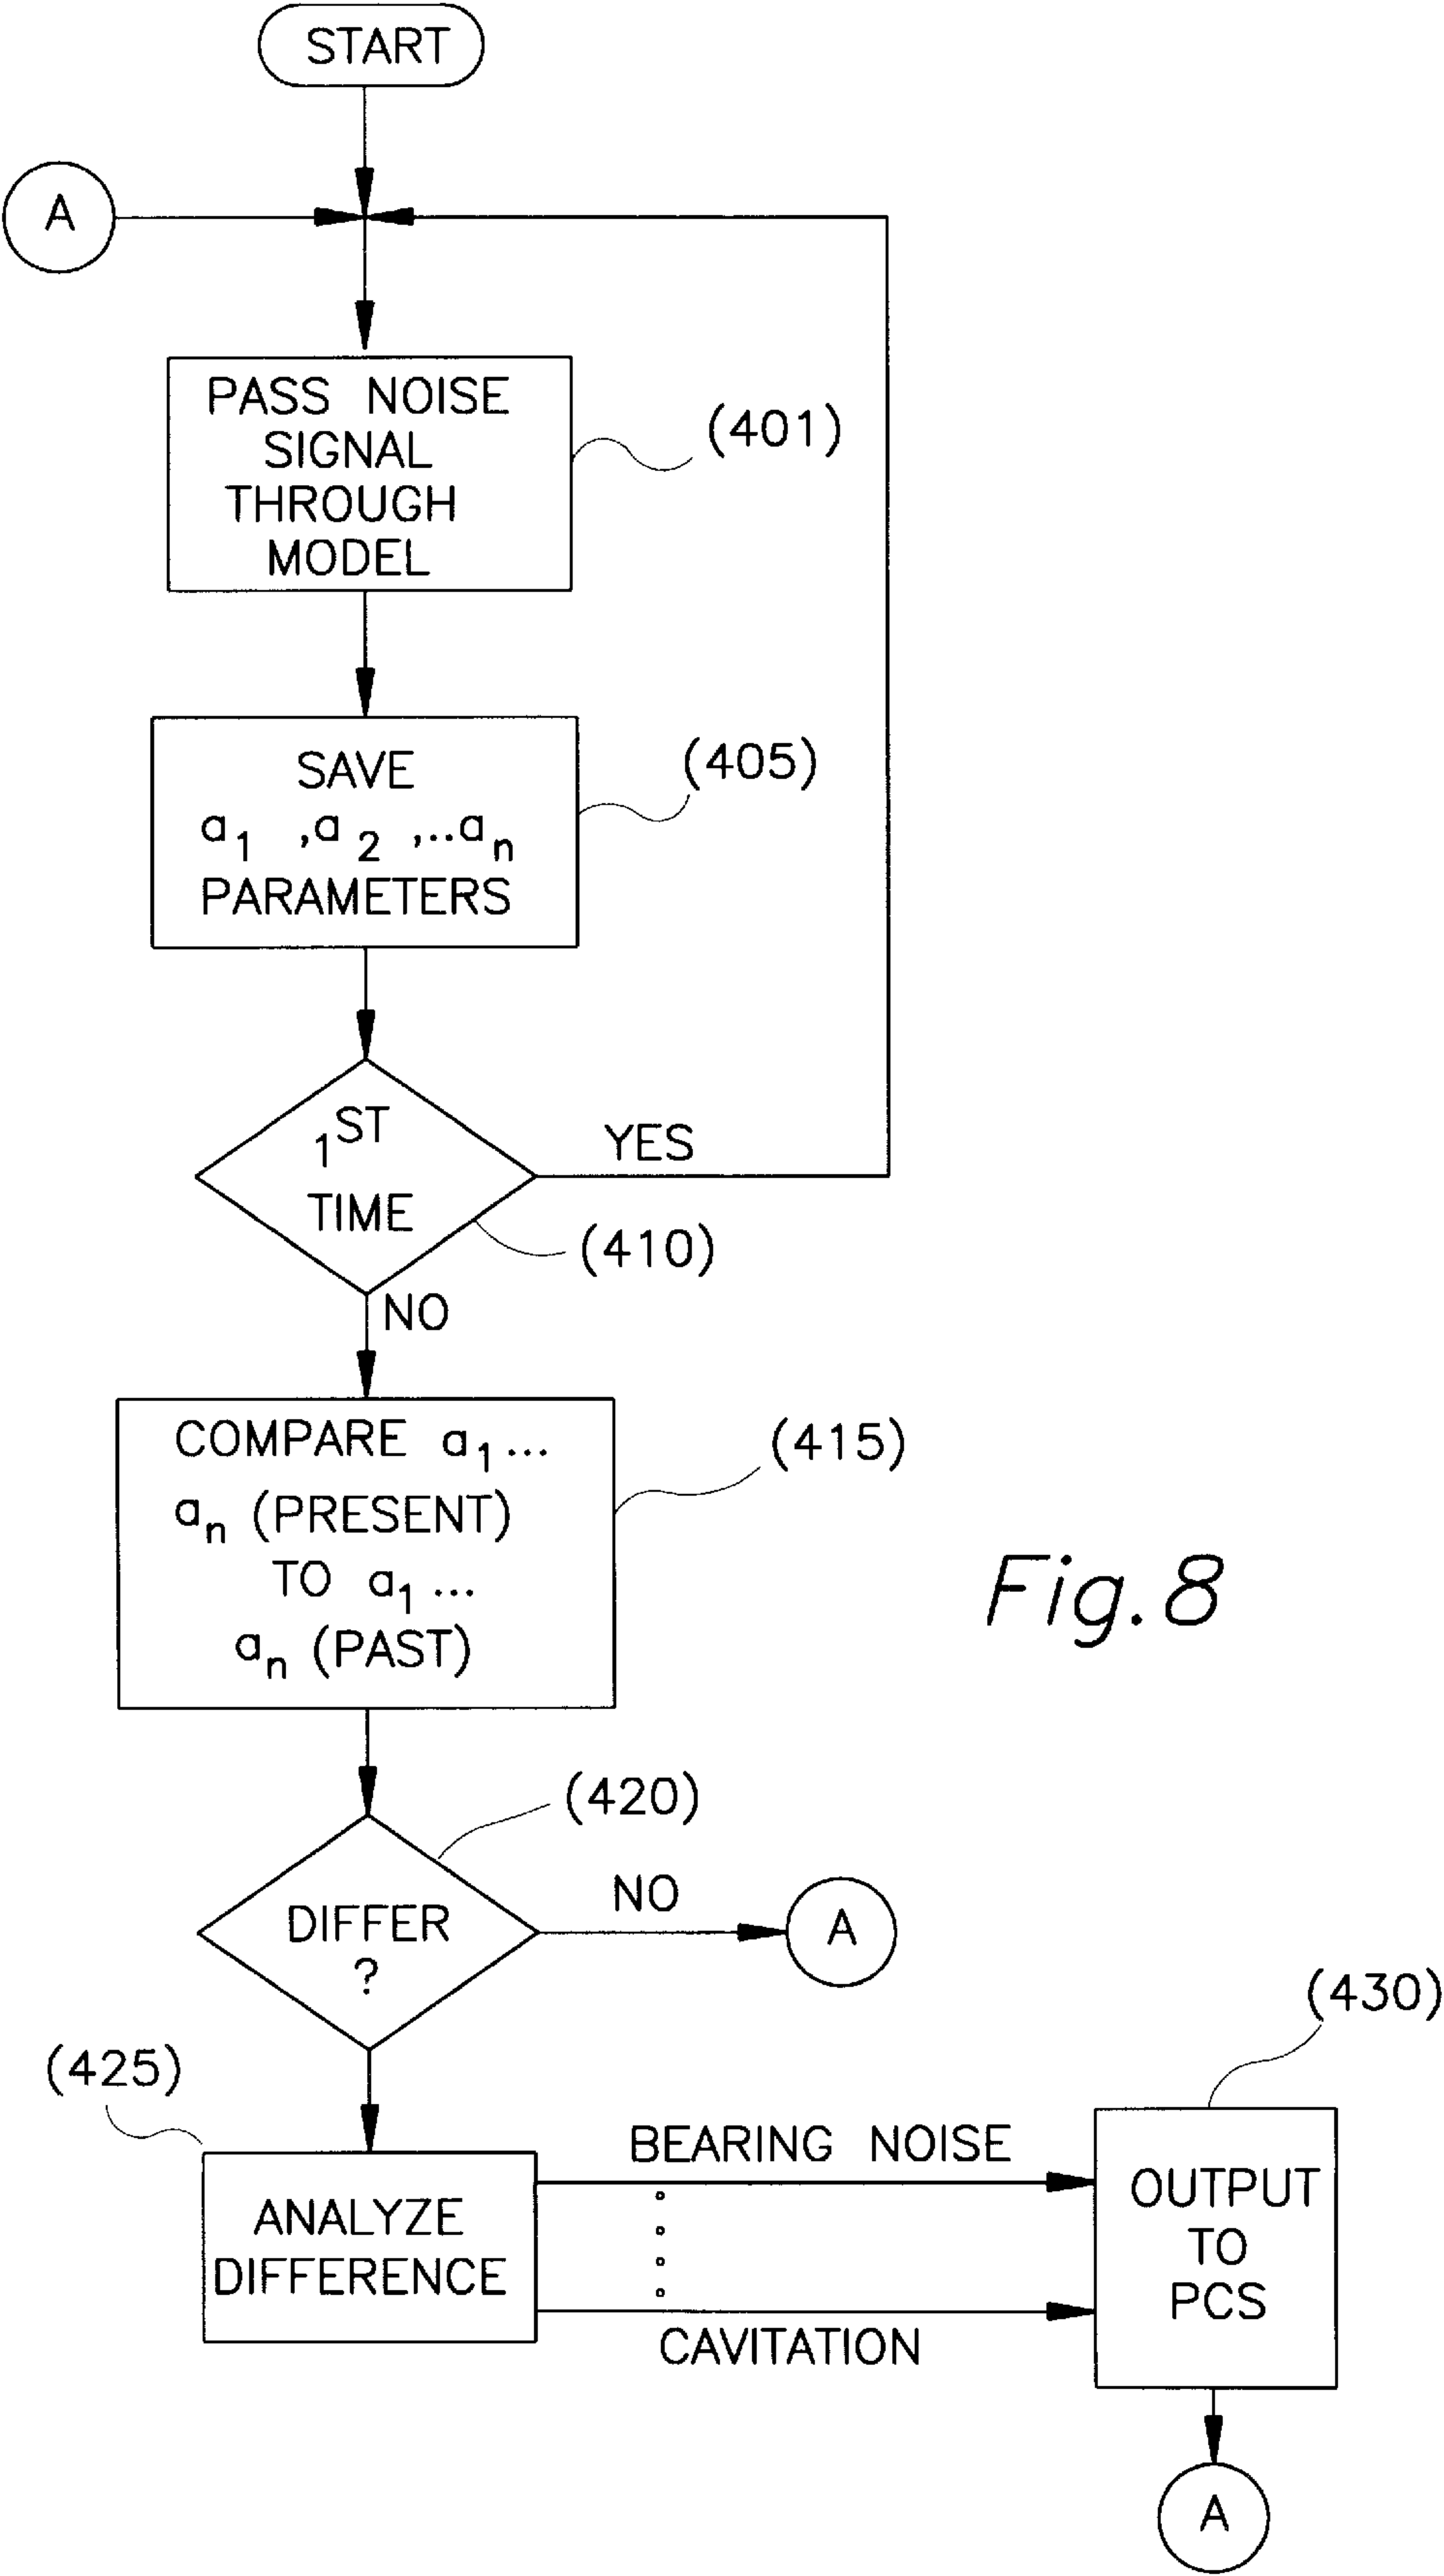 START
A
PASS NOISE
SIGNAL
THROUGH
MODEL
(401)
SAVE
a1 ,a2 ,..an
PARAMETERS
(405)
1ST
TIME
YES
(410)
NO
COMPARE a1...
an (PRESENT)
TO a1...
an (PAST)
(415)
Fig.8
(420)
DIFFER
?
NO
A
(425)
ANALYZE
DIFFERENCE
BEARING NOISE
CAVITATION
(430)
OUTPUT
TO
PCS
A